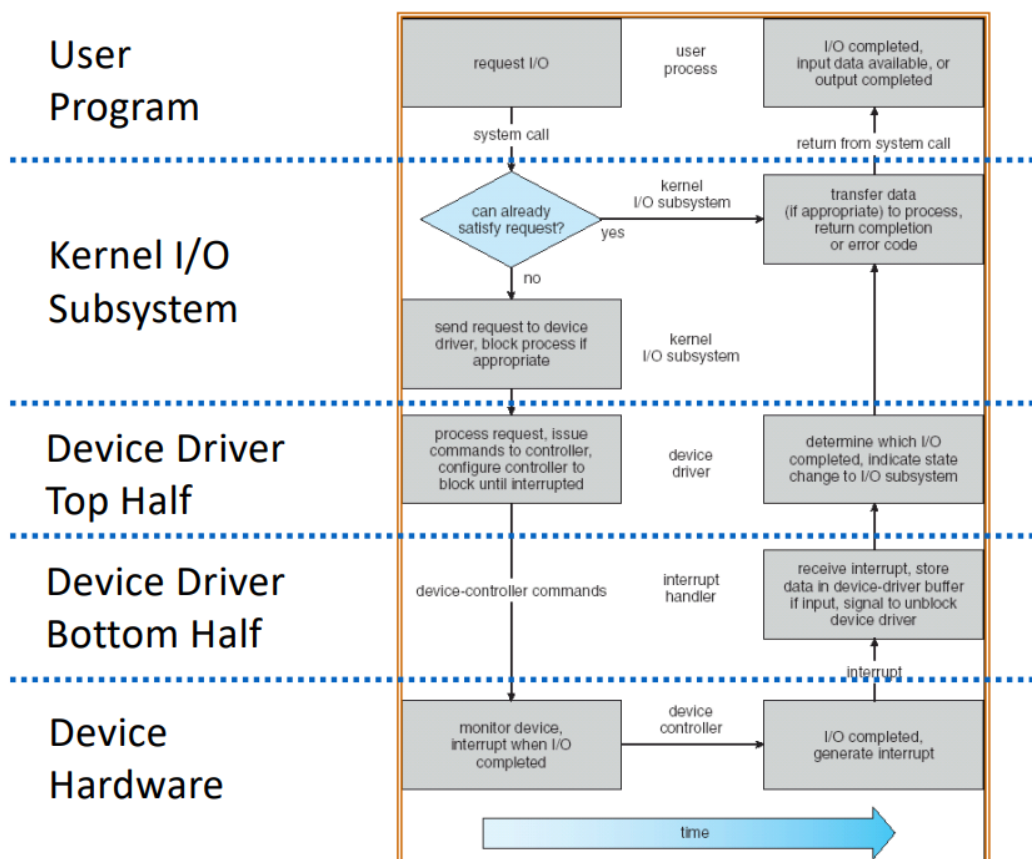 User
Program
request I/O
user
process
I/O completed,
input data available, or
output completed
system call
return from system call
Kernel I/O
Subsystem
can already
satisfy request?
kernel
I/O subsystem
yes
transfer data
(if appropriate) to process,
return completion
or error code
no
send request to device
driver, block process if
appropriate
kernel
I/O subsystem
Device Driver
Top Half
process request, issue
commands to controller,
configure controller to
block until interrupted
device
driver
determine which I/O
completed, indicate state
change to I/O subsystem
Device Driver
Bottom Half
device-controller commands
interrupt
handler
receive interrupt, store
data in device-driver buffer
if input, signal to unblock
device driver
interrupt
Device
Hardware
monitor device,
interrupt when I/O
completed
device
controller
I/O completed,
generate interrupt
time